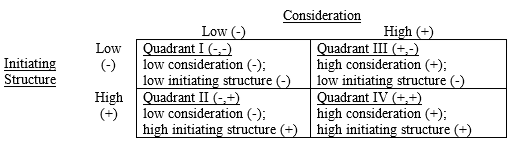 Consideration
Low (-) High (+)
Initiating Structure
Low (-)
Quadrant I (-,-)
low consideration (-);
low initiating structure (-)
Quadrant III (+,-)
high consideration (+);
low initiating structure (-)
High (+)
Quadrant II (-,+)
low consideration (-);
high initiating structure (+)
Quadrant IV (+,+)
high consideration (+);
high initiating structure (+)